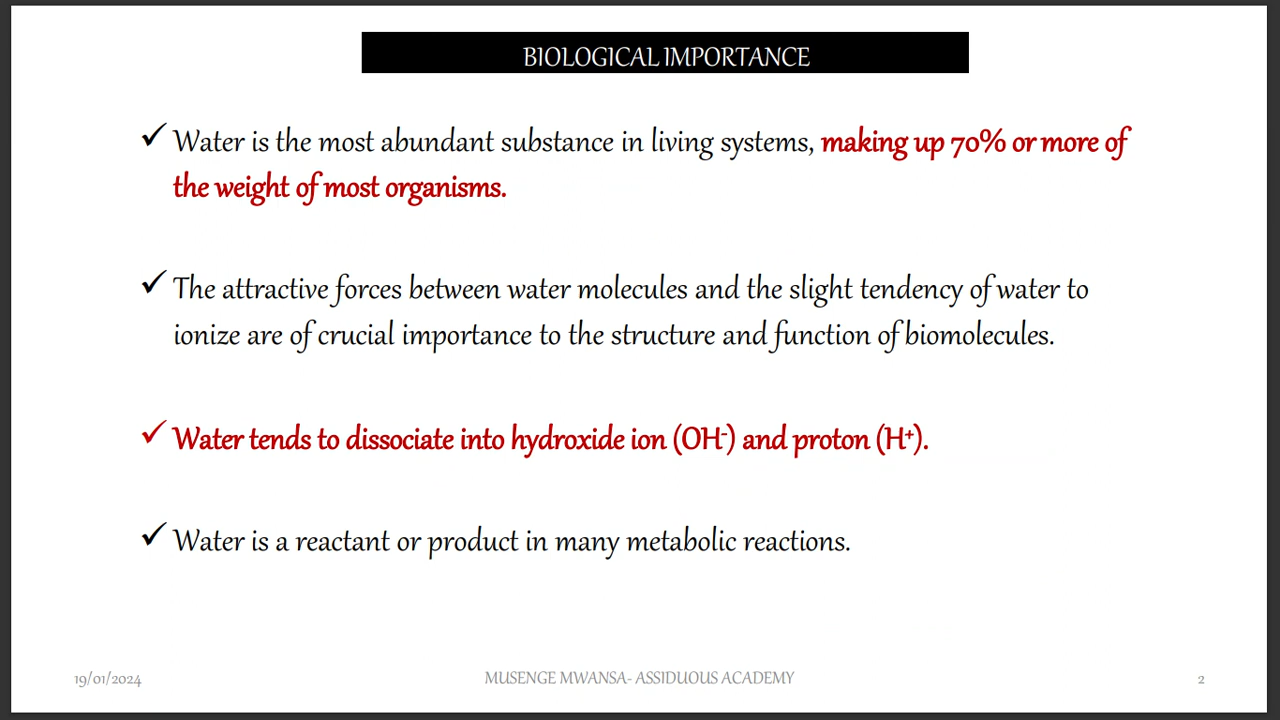 BIOLOGICAL IMPORTANCE
✓ Water is the most abundant substance in living systems, making up 70% or more of
the weight of most organisms.
✓ The attractive forces between water molecules and the slight tendency of water to
ionize are of crucial importance to the structure and function of biomolecules.
✓ Water tends to dissociate into hydroxide ion (OH⁻) and proton (H⁺).
✓ Water is a reactant or product in many metabolic reactions.
19/01/2024 MUSENGE MWANSA- ASSIDUOUS ACADEMY 2